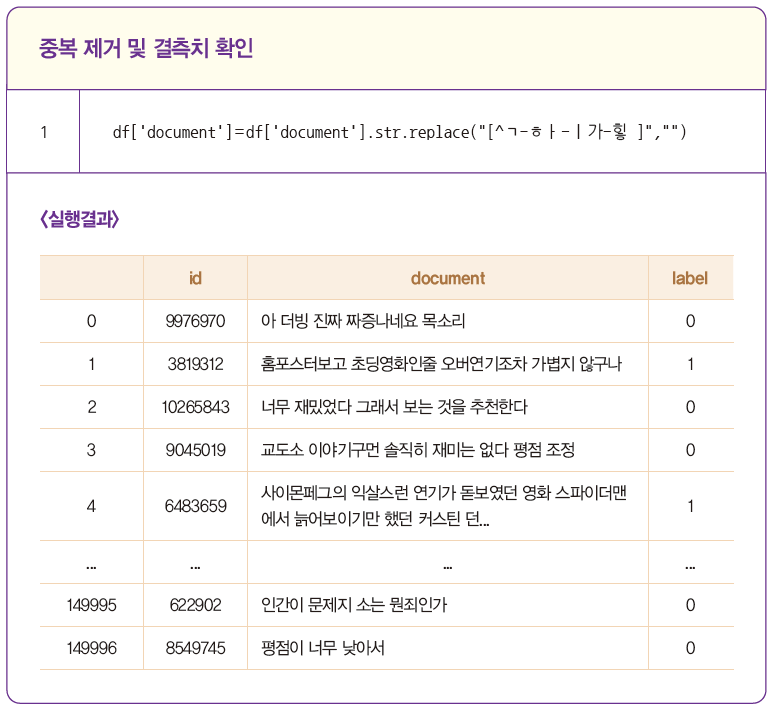 중복 제거 및 결측치 확인
1 df['document']=df['document'].str.replace("[^ㄱ-ㅎㅏ-ㅣ가-힣 ]","")
<실행결과>
id document label
0 9976970 아 더빙 진짜 짜증나네요 목소리 0
1 3819312 홈포스터보고 초딩영화인줄 오버연기조차 가볍지 않구나 1
2 10265843 너무 재밌었다 그래서 보는 것을 추천한다 0
3 9045019 교도소 이야기구먼 솔직히 재미는 없다 평점 조정 0
4 6483659 사이몬페그의 익살스런 연기가 돋보였던 영화 스파이더맨
에서 늙어보이기만 했던 커스틴 던... 1
... ... ... ...
149995 622902 인간이 문제지 소는 뭔죄인가 0
149996 8549745 평점이 너무 낮아서 0